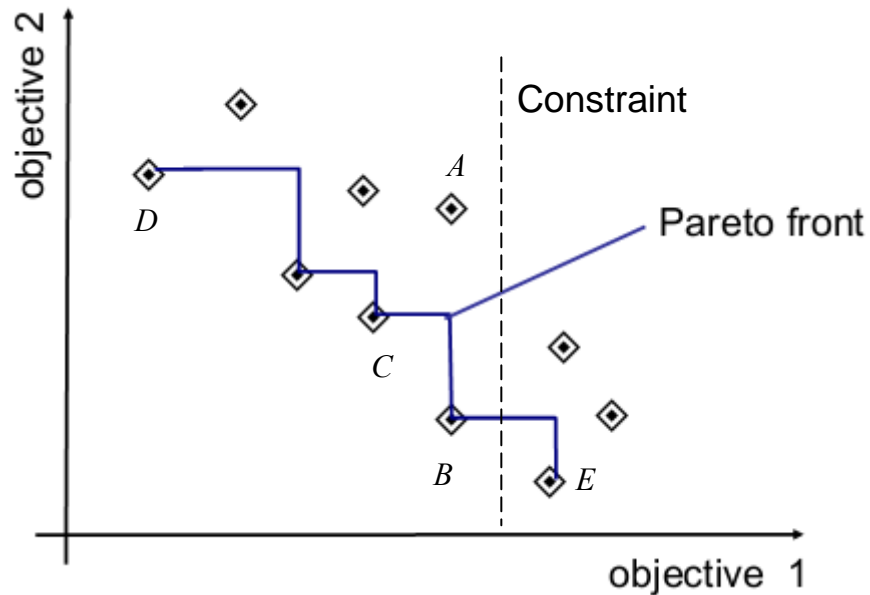 objective 2
Constraint
A
Pareto front
D
C
B
E
objective 1